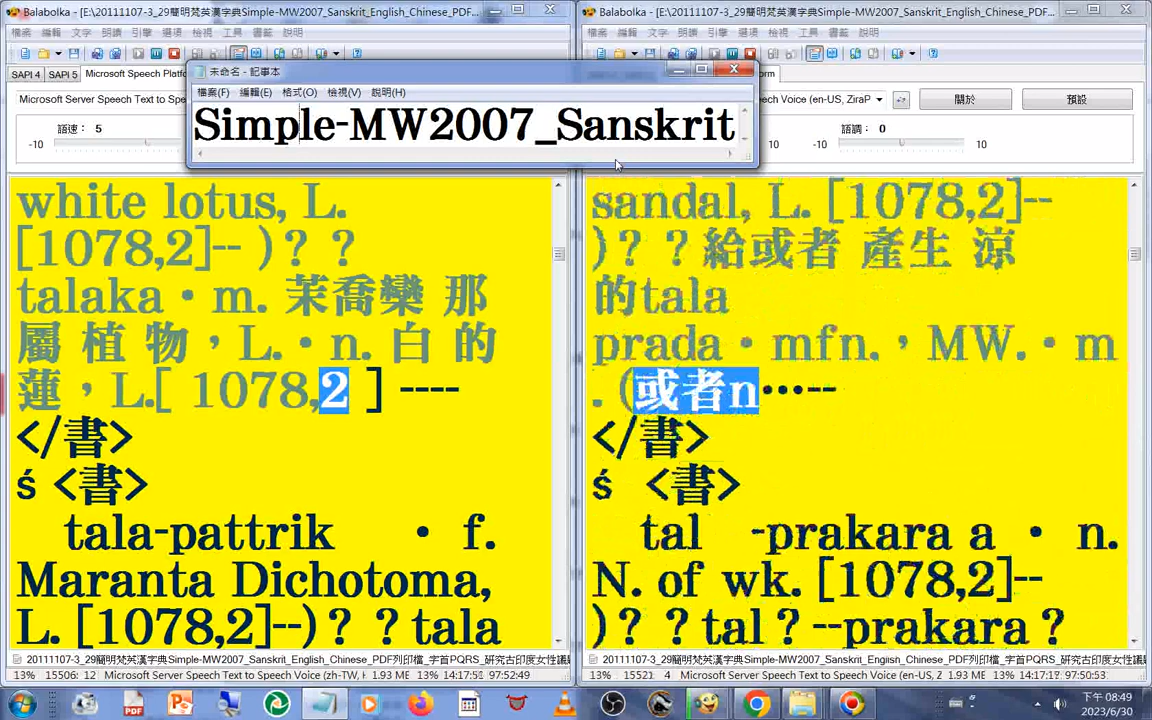 Balabolka - [E:\20111107-3_29簡明梵英漢字典Simple-MW2007_Sanskrit_English_Chinese_PDF...
檔案 編輯 文字 朗讀 引擎 選項 檢視 工具 書籤 說明
SAPI 4 SAPI 5 Microsoft Speech Platf
Microsoft Server Speech Text to Spe
語速： 5
-10
white lotus, L.
[1078,2]-- )? ?
talaka·m. 茉喬欒 那
屬 植 物，L.·n. 白 的
蓮，L.[ 1078,2 ] ----
</書>
ś <書>
tala-pattrik · f.
Maranta Dichotoma,
L. [1078,2]--)? ?tala
20111107-3_29簡明梵英漢字典Simple-MW2007_Sanskrit_English_Chinese_PDF列印檔_字首PQRS_研究古印度女性議
13% 15506: 12 Microsoft Server Speech Text to Speech Voice (zh-TW, 1.93 MB 13% 14:17:55/ 97:52:49
未命名 - 記事本
檔案(F) 編輯(E) 格式(O) 檢視(V) 說明(H)
Simple-MW2007_Sanskrit
Balabolka - [E:\20111107-3_29簡明梵英漢字典Simple-MW2007_Sanskrit_English_Chinese_PDF...
檔案 編輯 文字 朗讀 引擎 選項 檢視 工具 書籤 說明
orm
ech Voice (en-US, ZiraP
關於 預設
語調： 0
-10 10
sandal, L. [1078,2]--
)? ?給或者 產生 涼
的tala
prada·mfn.，MW.·m
. (或者n···--
</書>
ś <書>
tal -prakara a · n.
N. of wk. [1078,2]--
)? ?tal?--prakara?
20111107-3_29簡明梵英漢字典Simple-MW2007_Sanskrit_English_Chinese_PDF列印檔_字首PQRS_研究古印度女性議
13% 15521: 4 Microsoft Server Speech Text to Speech Voice (en-US, Z 1.93 MB 13% 14:17:15/ 97:50:53
下午 08:49
2023/6/30